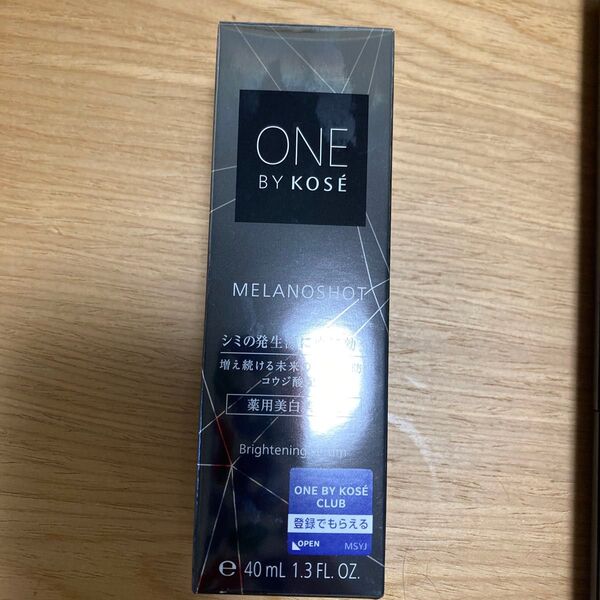 ONE
BY KOSÉ
MELANOSHOT
シミの発生
増え続ける未来の
コウジ酸
薬用美白
Brightening Serum
ONE BY KOSÉ
CLUB
登録でもらえる
OPEN MSYJ
e 40 mL 1.3 FL. OZ.